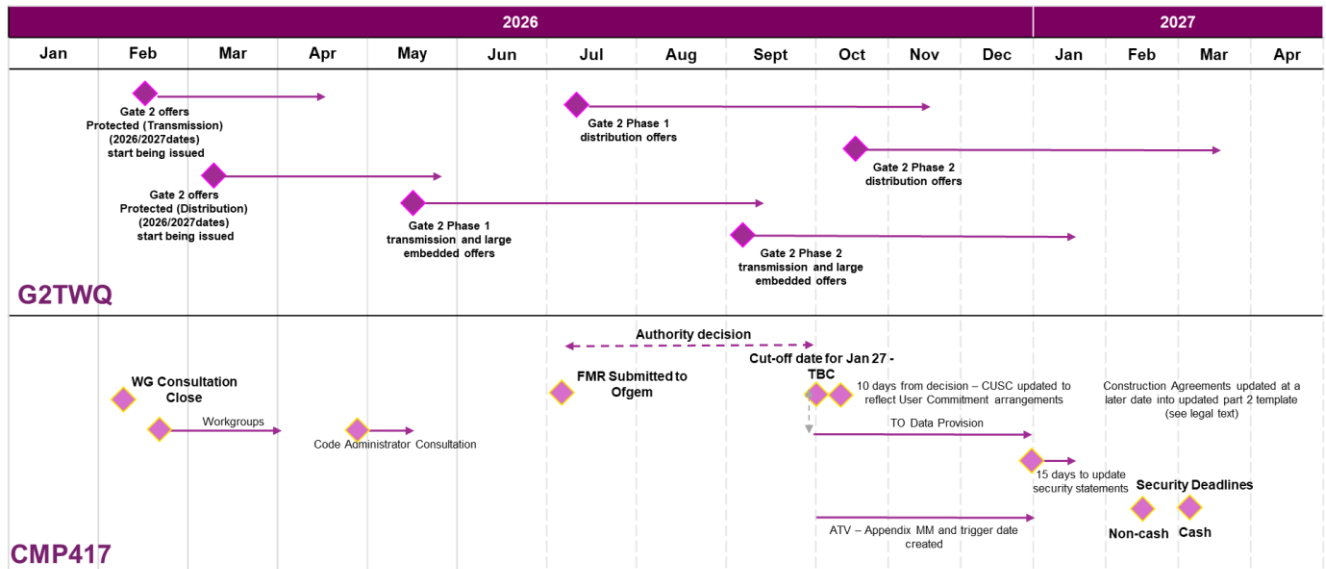 2026
2027
Jan
Feb
Mar
Apr
May
Jun
Jul
Aug
Sept
Oct
Nov
Dec
Jan
Feb
Mar
Apr
Gate 2 offers
Protected (Transmission)
(2026/2027dates)
start being issued
Gate 2 Phase 1
distribution offers
Gate 2 Phase 2
distribution offers
Gate 2 offers
Protected (Distribution)
(2026/2027dates)
start being issued
Gate 2 Phase 1
transmission and large
embedded offers
Gate 2 Phase 2
transmission and large
embedded offers
G2TWQ
Authority decision
Cut-off date for Jan 27 -
TBC
WG Consultation
Close
FMR Submitted to
Ofgem
10 days from decision – CUSC updated to
reflect User Commitment arrangements
Construction Agreements updated at a
later date into updated part 2 template
(see legal text)
Workgroups
Code Administrator Consultation
TO Data Provision
15 days to update
security statements
Security Deadlines
ATV – Appendix MM and trigger date
created
Non-cash
Cash
CMP417